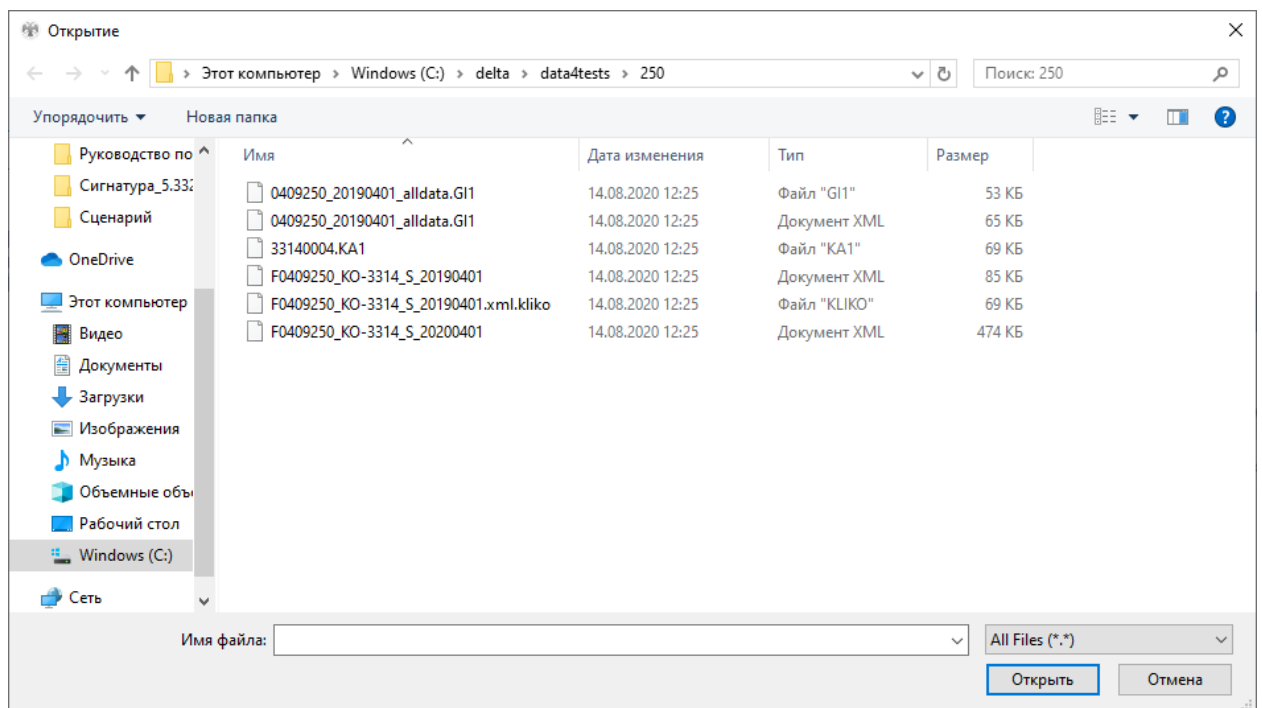 Открытие
Этот компьютер > Windows (C:) > delta > data4tests > 250
Поиск: 250
Упорядочить
Новая папка
Руководство по
Сигнатура_5.332
Сценарий
OneDrive
Этот компьютер
Видео
Документы
Загрузки
Изображения
Музыка
Объемные объ
Рабочий стол
Windows (C:)
Сеть
Имя Дата изменения Тип Размер
0409250_20190401_alldata.GI1 14.08.2020 12:25 Файл "GI1" 53 КБ
0409250_20190401_alldata.GI1 14.08.2020 12:25 Документ XML 65 КБ
33140004.KA1 14.08.2020 12:25 Файл "KA1" 69 КБ
F0409250_KO-3314_S_20190401 14.08.2020 12:25 Документ XML 85 КБ
F0409250_KO-3314_S_20190401.xml.kliko 14.08.2020 12:25 Файл "KLIKO" 69 КБ
F0409250_KO-3314_S_20200401 14.08.2020 12:25 Документ XML 474 КБ
Имя файла:
All Files (*.*)
Открыть Отмена